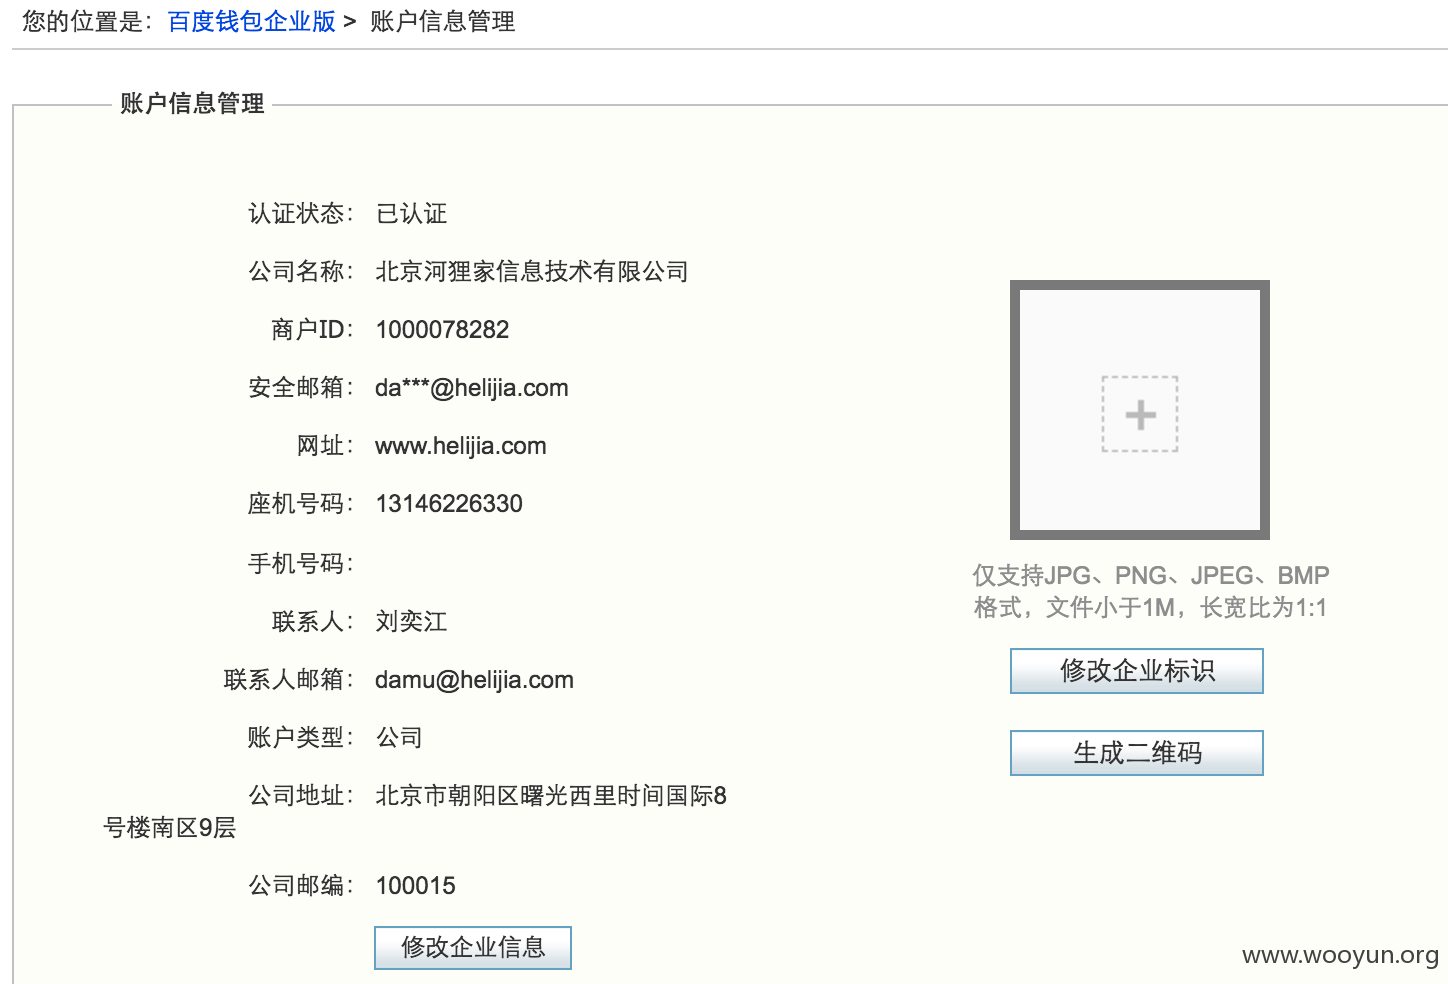 您的位置是：百度钱包企业版 > 账户信息管理
账户信息管理
认证状态： 已认证
公司名称： 北京河狸家信息技术有限公司
商户ID： 1000078282
安全邮箱： da***@helijia.com
网址： www.helijia.com
座机号码： 13146226330
手机号码：
联系人： 刘奕江
联系人邮箱： damu@helijia.com
账户类型： 公司
公司地址： 北京市朝阳区曙光西里时间国际8
号楼南区9层
公司邮编： 100015
修改企业信息
仅支持JPG、PNG、JPEG、BMP
格式，文件小于1M，长宽比为1:1
修改企业标识
生成二维码
www.wooyun.org